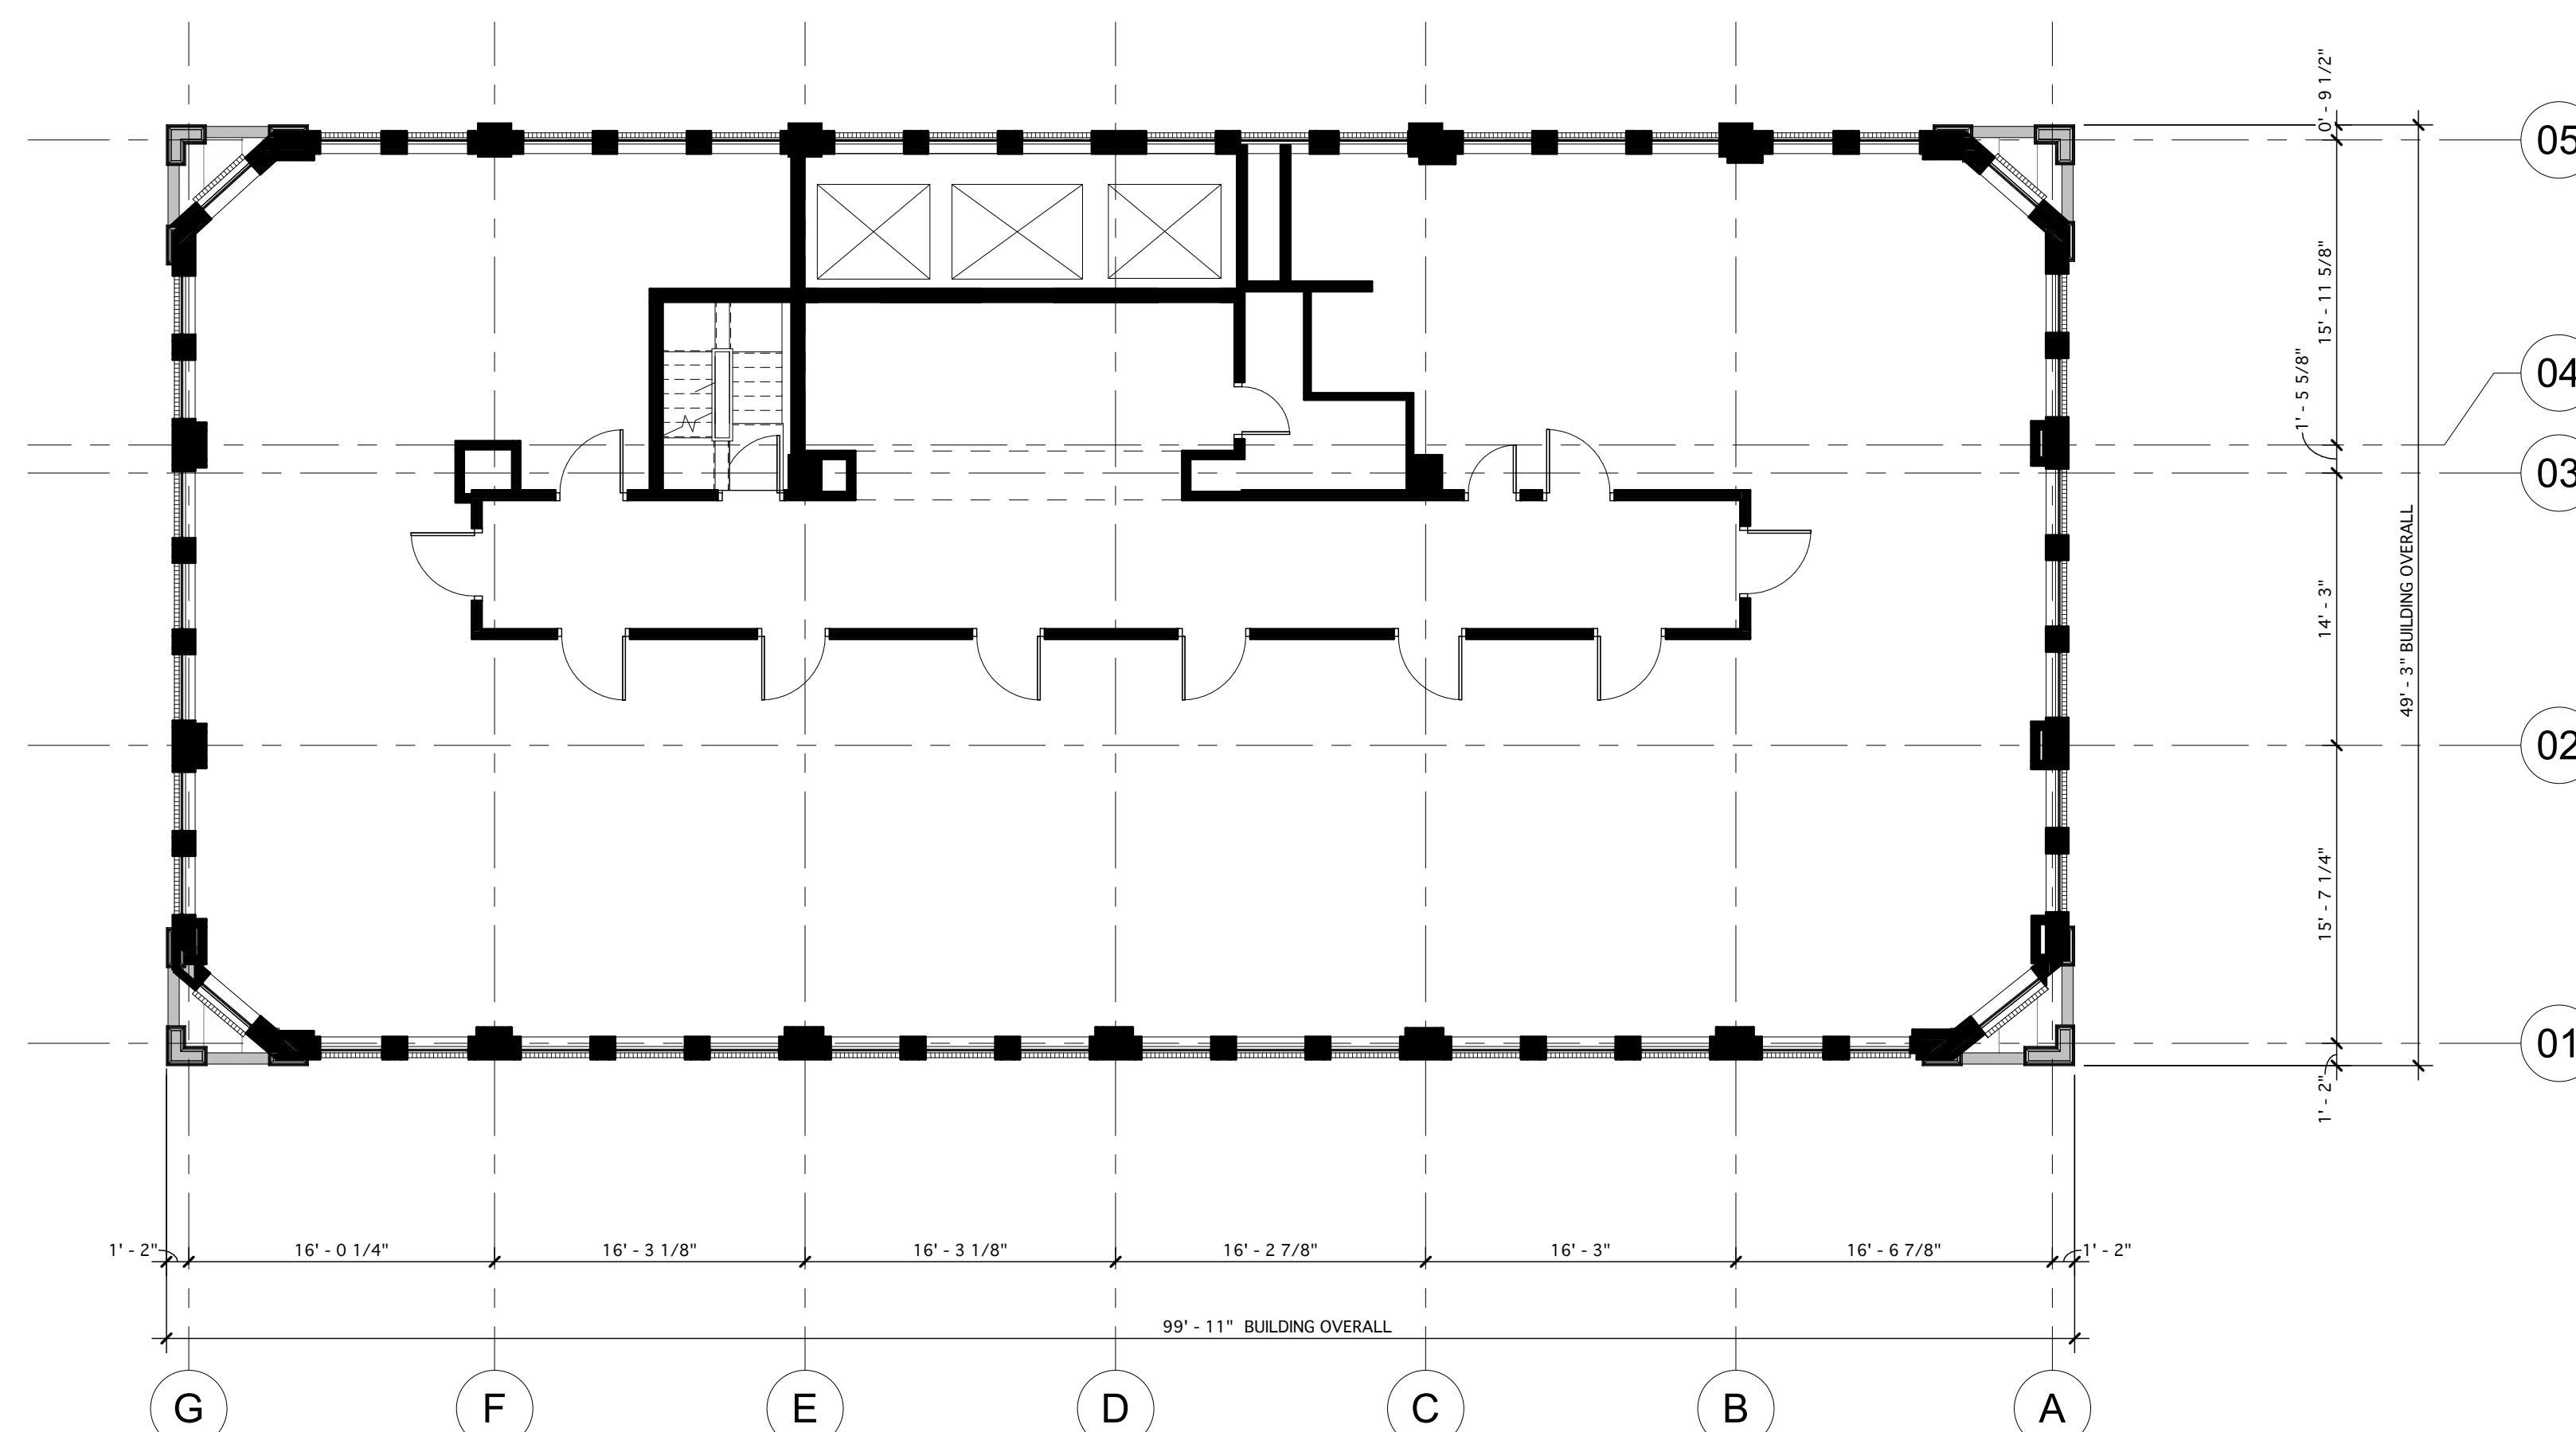 0' - 9 1/2"
05
15' - 11 5/8"
1' - 5 5/8"
04
03
49' - 3" BUILDING OVERALL
14' - 3"
02
15' - 7 1/4"
01
1' - 2"
1' - 2"
16' - 0 1/4"
16' - 3 1/8"
16' - 3 1/8"
16' - 2 7/8"
16' - 3"
16' - 6 7/8"
1' - 2"
99' - 11" BUILDING OVERALL
G
F
E
D
C
B
A